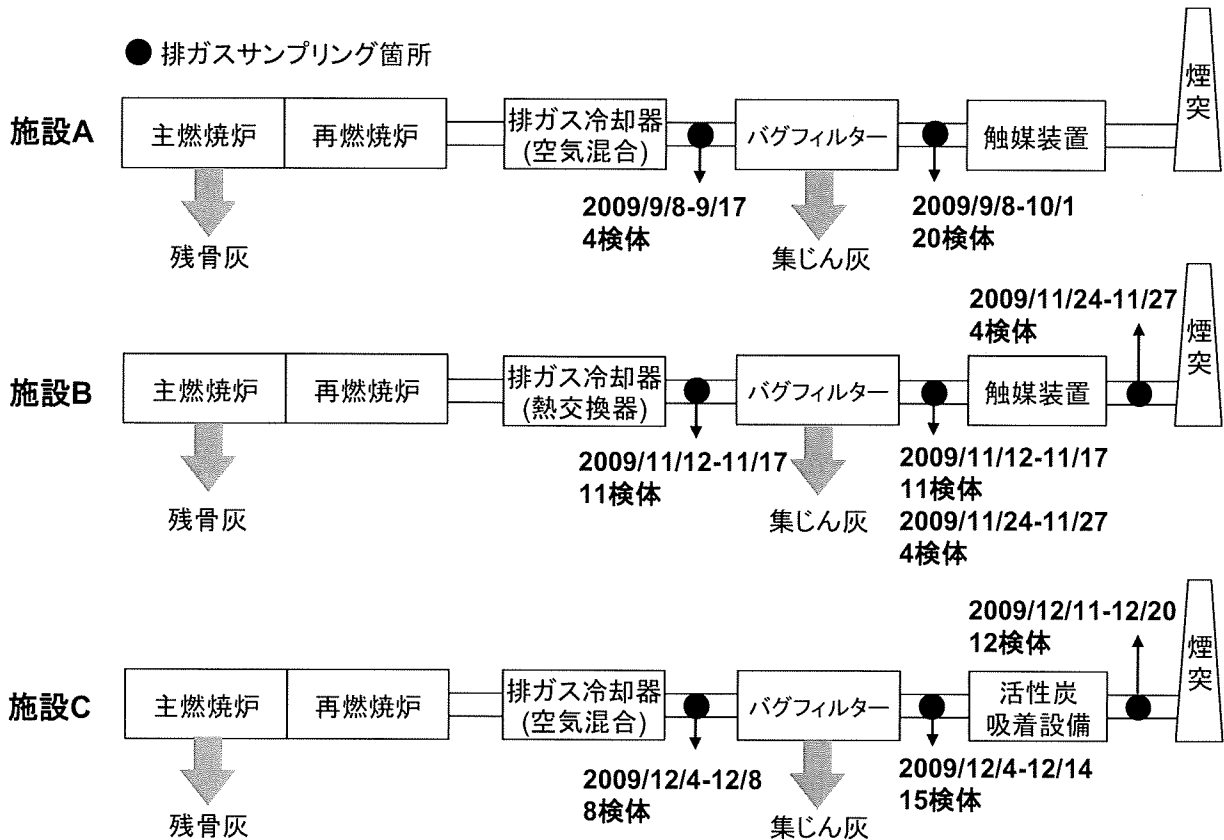 ● 排ガスサンプリング箇所
煙突
施設A
主燃焼炉
再燃焼炉
排ガス冷却器
(空気混合)
バグフィルター
触媒装置
2009/9/8-9/17
4検体
2009/9/8-10/1
20検体
残骨灰
集じん灰
2009/11/24-11/27
4検体
煙突
施設B
主燃焼炉
再燃焼炉
排ガス冷却器
(熱交換器)
バグフィルター
触媒装置
2009/11/12-11/17
11検体
2009/11/12-11/17
11検体
2009/11/24-11/27
4検体
残骨灰
集じん灰
2009/12/11-12/20
12検体
煙突
施設C
主燃焼炉
再燃焼炉
排ガス冷却器
(空気混合)
バグフィルター
活性炭
吸着設備
2009/12/4-12/8
8検体
2009/12/4-12/14
15検体
残骨灰
集じん灰